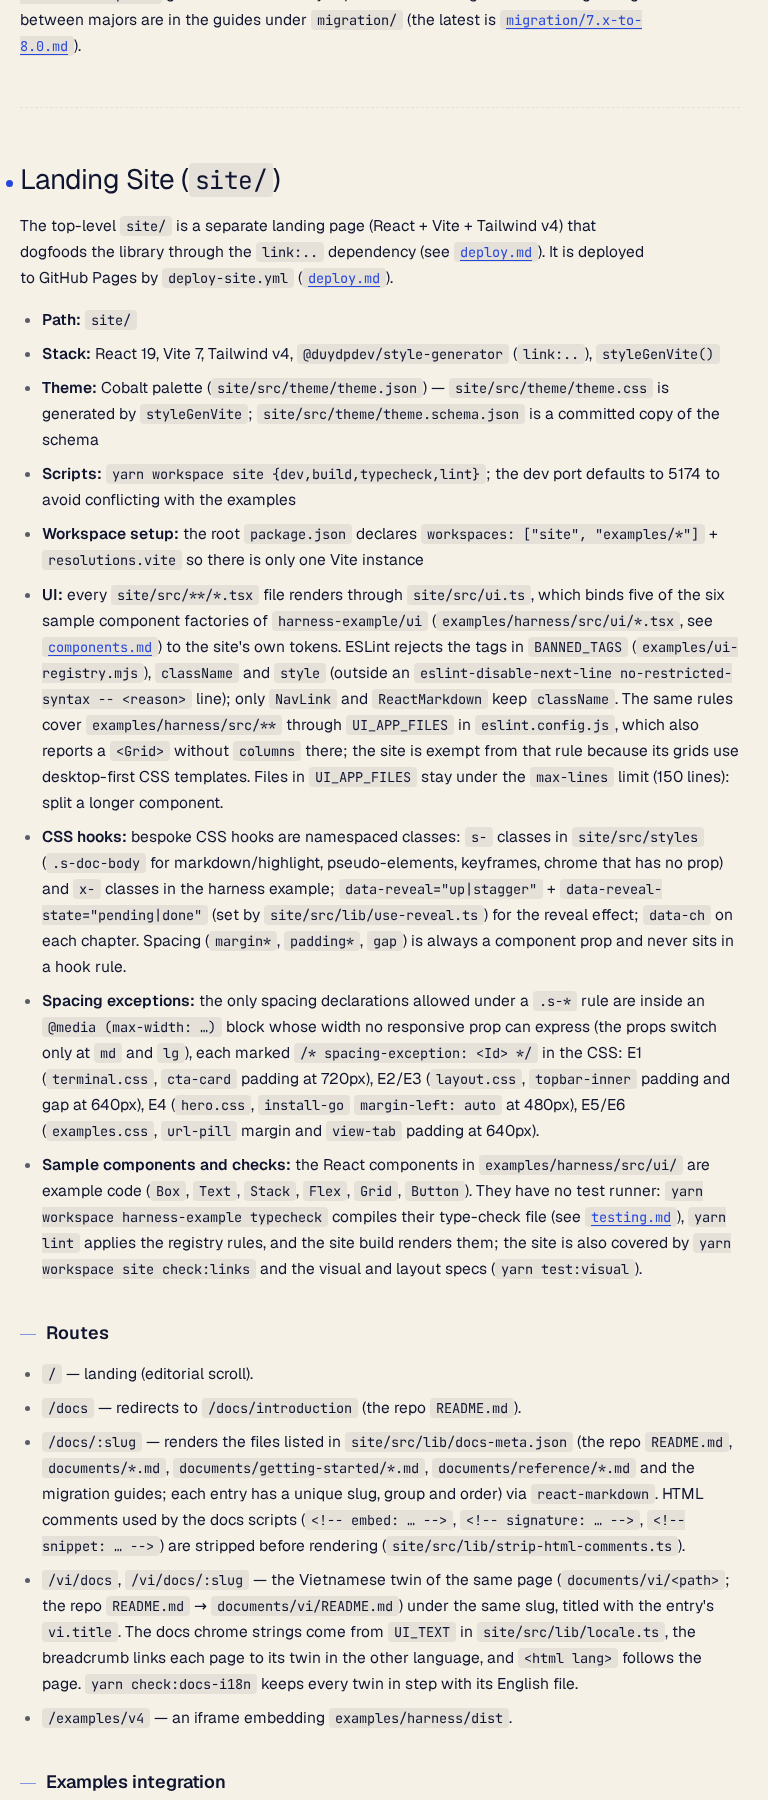 between majors are in the guides under migration/ (the latest is migration/7.x-to-
8.0.md ).
Landing Site ( site/ )
The top-level site/ is a separate landing page (React + Vite + Tailwind v4) that
dogfoods the library through the link:.. dependency (see deploy.md ). It is deployed
to GitHub Pages by deploy-site.yml ( deploy.md ).
• Path: site/
• Stack: React 19, Vite 7, Tailwind v4, @duydpdev/style-generator ( link:.. ), styleGenVite()
• Theme: Cobalt palette ( site/src/theme/theme.json ) — site/src/theme/theme.css is
generated by styleGenVite ; site/src/theme/theme.schema.json is a committed copy of the
schema
• Scripts: yarn workspace site {dev,build,typecheck,lint} ; the dev port defaults to 5174 to
avoid conflicting with the examples
• Workspace setup: the root package.json declares workspaces: ["site", "examples/*"] +
resolutions.vite so there is only one Vite instance
• UI: every site/src/**/*.tsx file renders through site/src/ui.ts , which binds five of the six
sample component factories of harness-example/ui ( examples/harness/src/ui/*.tsx , see
components.md ) to the site's own tokens. ESLint rejects the tags in BANNED_TAGS ( examples/ui-
registry.mjs ), className and style (outside an eslint-disable-next-line no-restricted-
syntax -- <reason> line); only NavLink and ReactMarkdown keep className . The same rules
cover examples/harness/src/** through UI_APP_FILES in eslint.config.js , which also
reports a <Grid> without columns there; the site is exempt from that rule because its grids use
desktop-first CSS templates. Files in UI_APP_FILES stay under the max-lines limit (150 lines):
split a longer component.
• CSS hooks: bespoke CSS hooks are namespaced classes: s- classes in site/src/styles
( .s-doc-body for markdown/highlight, pseudo-elements, keyframes, chrome that has no prop)
and x- classes in the harness example; data-reveal="up|stagger" + data-reveal-
state="pending|done" (set by site/src/lib/use-reveal.ts ) for the reveal effect; data-ch on
each chapter. Spacing ( margin* , padding* , gap ) is always a component prop and never sits in
a hook rule.
• Spacing exceptions: the only spacing declarations allowed under a .s-* rule are inside an
@media (max-width: …) block whose width no responsive prop can express (the props switch
only at md and lg ), each marked /* spacing-exception: <Id> */ in the CSS: E1
( terminal.css , cta-card padding at 720px), E2/E3 ( layout.css , topbar-inner padding and
gap at 640px), E4 ( hero.css , install-go margin-left: auto at 480px), E5/E6
( examples.css , url-pill margin and view-tab padding at 640px).
• Sample components and checks: the React components in examples/harness/src/ui/ are
example code ( Box , Text , Stack , Flex , Grid , Button ). They have no test runner: yarn
workspace harness-example typecheck compiles their type-check file (see testing.md ), yarn
lint applies the registry rules, and the site build renders them; the site is also covered by yarn
workspace site check:links and the visual and layout specs ( yarn test:visual ).
— Routes
• / — landing (editorial scroll).
• /docs — redirects to /docs/introduction (the repo README.md ).
• /docs/:slug — renders the files listed in site/src/lib/docs-meta.json (the repo README.md ,
documents/*.md , documents/getting-started/*.md , documents/reference/*.md and the
migration guides; each entry has a unique slug, group and order) via react-markdown . HTML
comments used by the docs scripts ( <!-- embed: … --> , <!-- signature: … --> , <!--
snippet: … --> ) are stripped before rendering ( site/src/lib/strip-html-comments.ts ).
• /vi/docs , /vi/docs/:slug — the Vietnamese twin of the same page ( documents/vi/<path> ;
the repo README.md → documents/vi/README.md ) under the same slug, titled with the entry's
vi.title . The docs chrome strings come from UI_TEXT in site/src/lib/locale.ts , the
breadcrumb links each page to its twin in the other language, and <html lang> follows the
page. yarn check:docs-i18n keeps every twin in step with its English file.
• /examples/v4 — an iframe embedding examples/harness/dist .
— Examples integration